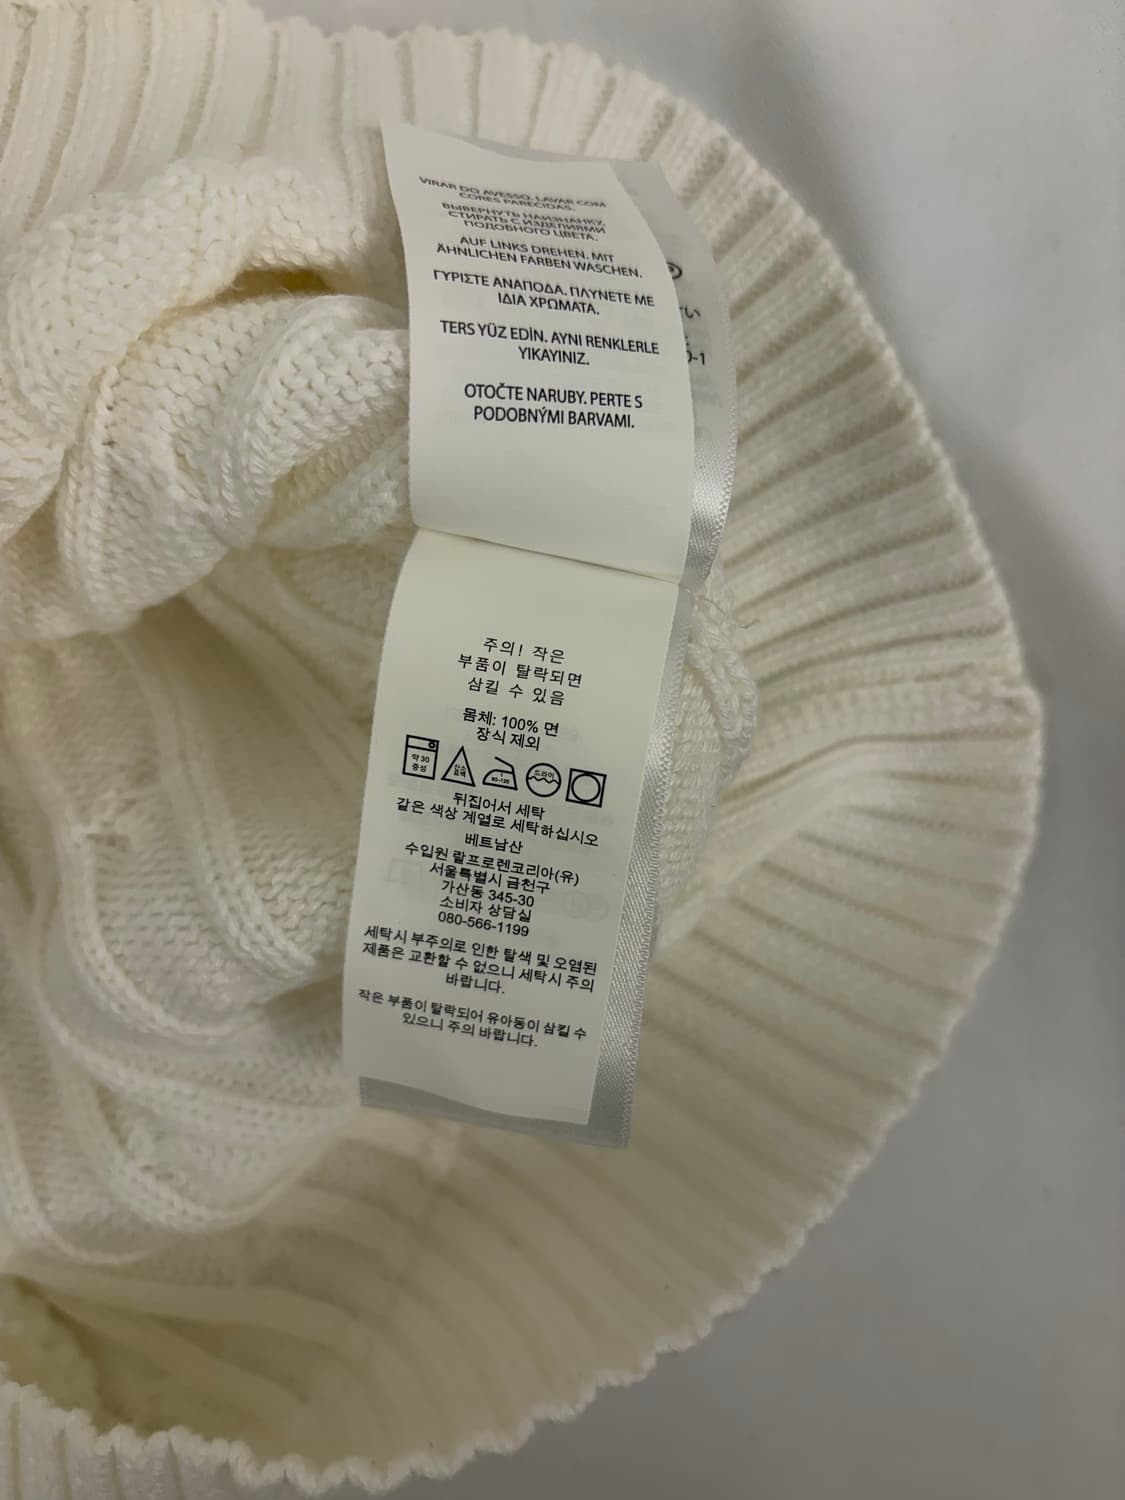 VIRAR DO AVESSO. LAVAR COM
CORES PARECIDAS.
ВЫВЕРНУТЬ НАИЗНАНКУ,
СТИРАТЬ С ИЗДЕЛИЯМИ
ПОДОБНОГО ЦВЕТА.
AUF LINKS DREHEN. MIT
ÄHNLICHEN FARBEN WASCHEN.
ΓΥΡΙΣΤΕ ΑΝΑΠΟΔΑ. ΠΛΥΝΕΤΕ ΜΕ
ΙΔΙΑ ΧΡΩΜΑΤΑ.
TERS YÜZ EDİN. AYNI RENKLERLE
YIKAYINIZ.
OTOČTE NARUBY. PERTE S
PODOBNÝMI BARVAMI.
주의! 작은
부품이 탈락되면
삼킬 수 있음
몸체: 100% 면
장식 제외
약 30
중성
산소
표백
80-120
드라이
뒤집어서 세탁
같은 색상 계열로 세탁하십시오
베트남산
수입원 랄프로렌코리아(유)
서울특별시 금천구
가산동 345-30
소비자 상담실
080-566-1199
세탁시 부주의로 인한 탈색 및 오염된
제품은 교환할 수 없으니 세탁시 주의
바랍니다.
작은 부품이 탈락되어 유아동이 삼킬 수
있으니 주의 바랍니다.